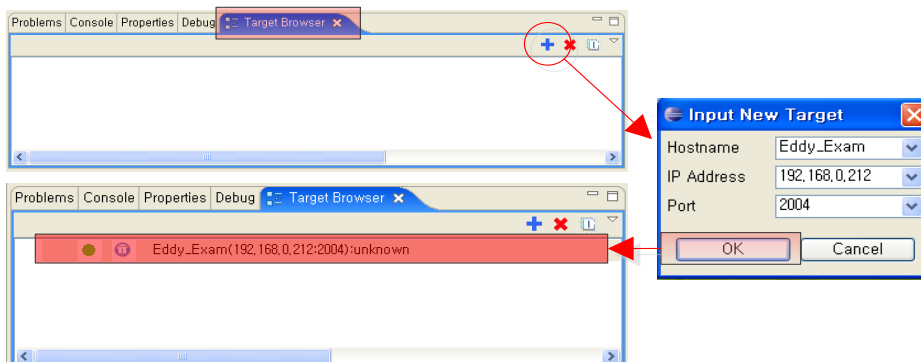 Problems Console Properties Debug Target Browser
Input New Target
Hostname Eddy_Exam
IP Address 192,168,0,212
Port 2004
OK Cancel
Problems Console Properties Debug Target Browser
Eddy_Exam(192,168,0,212:2004):unknown